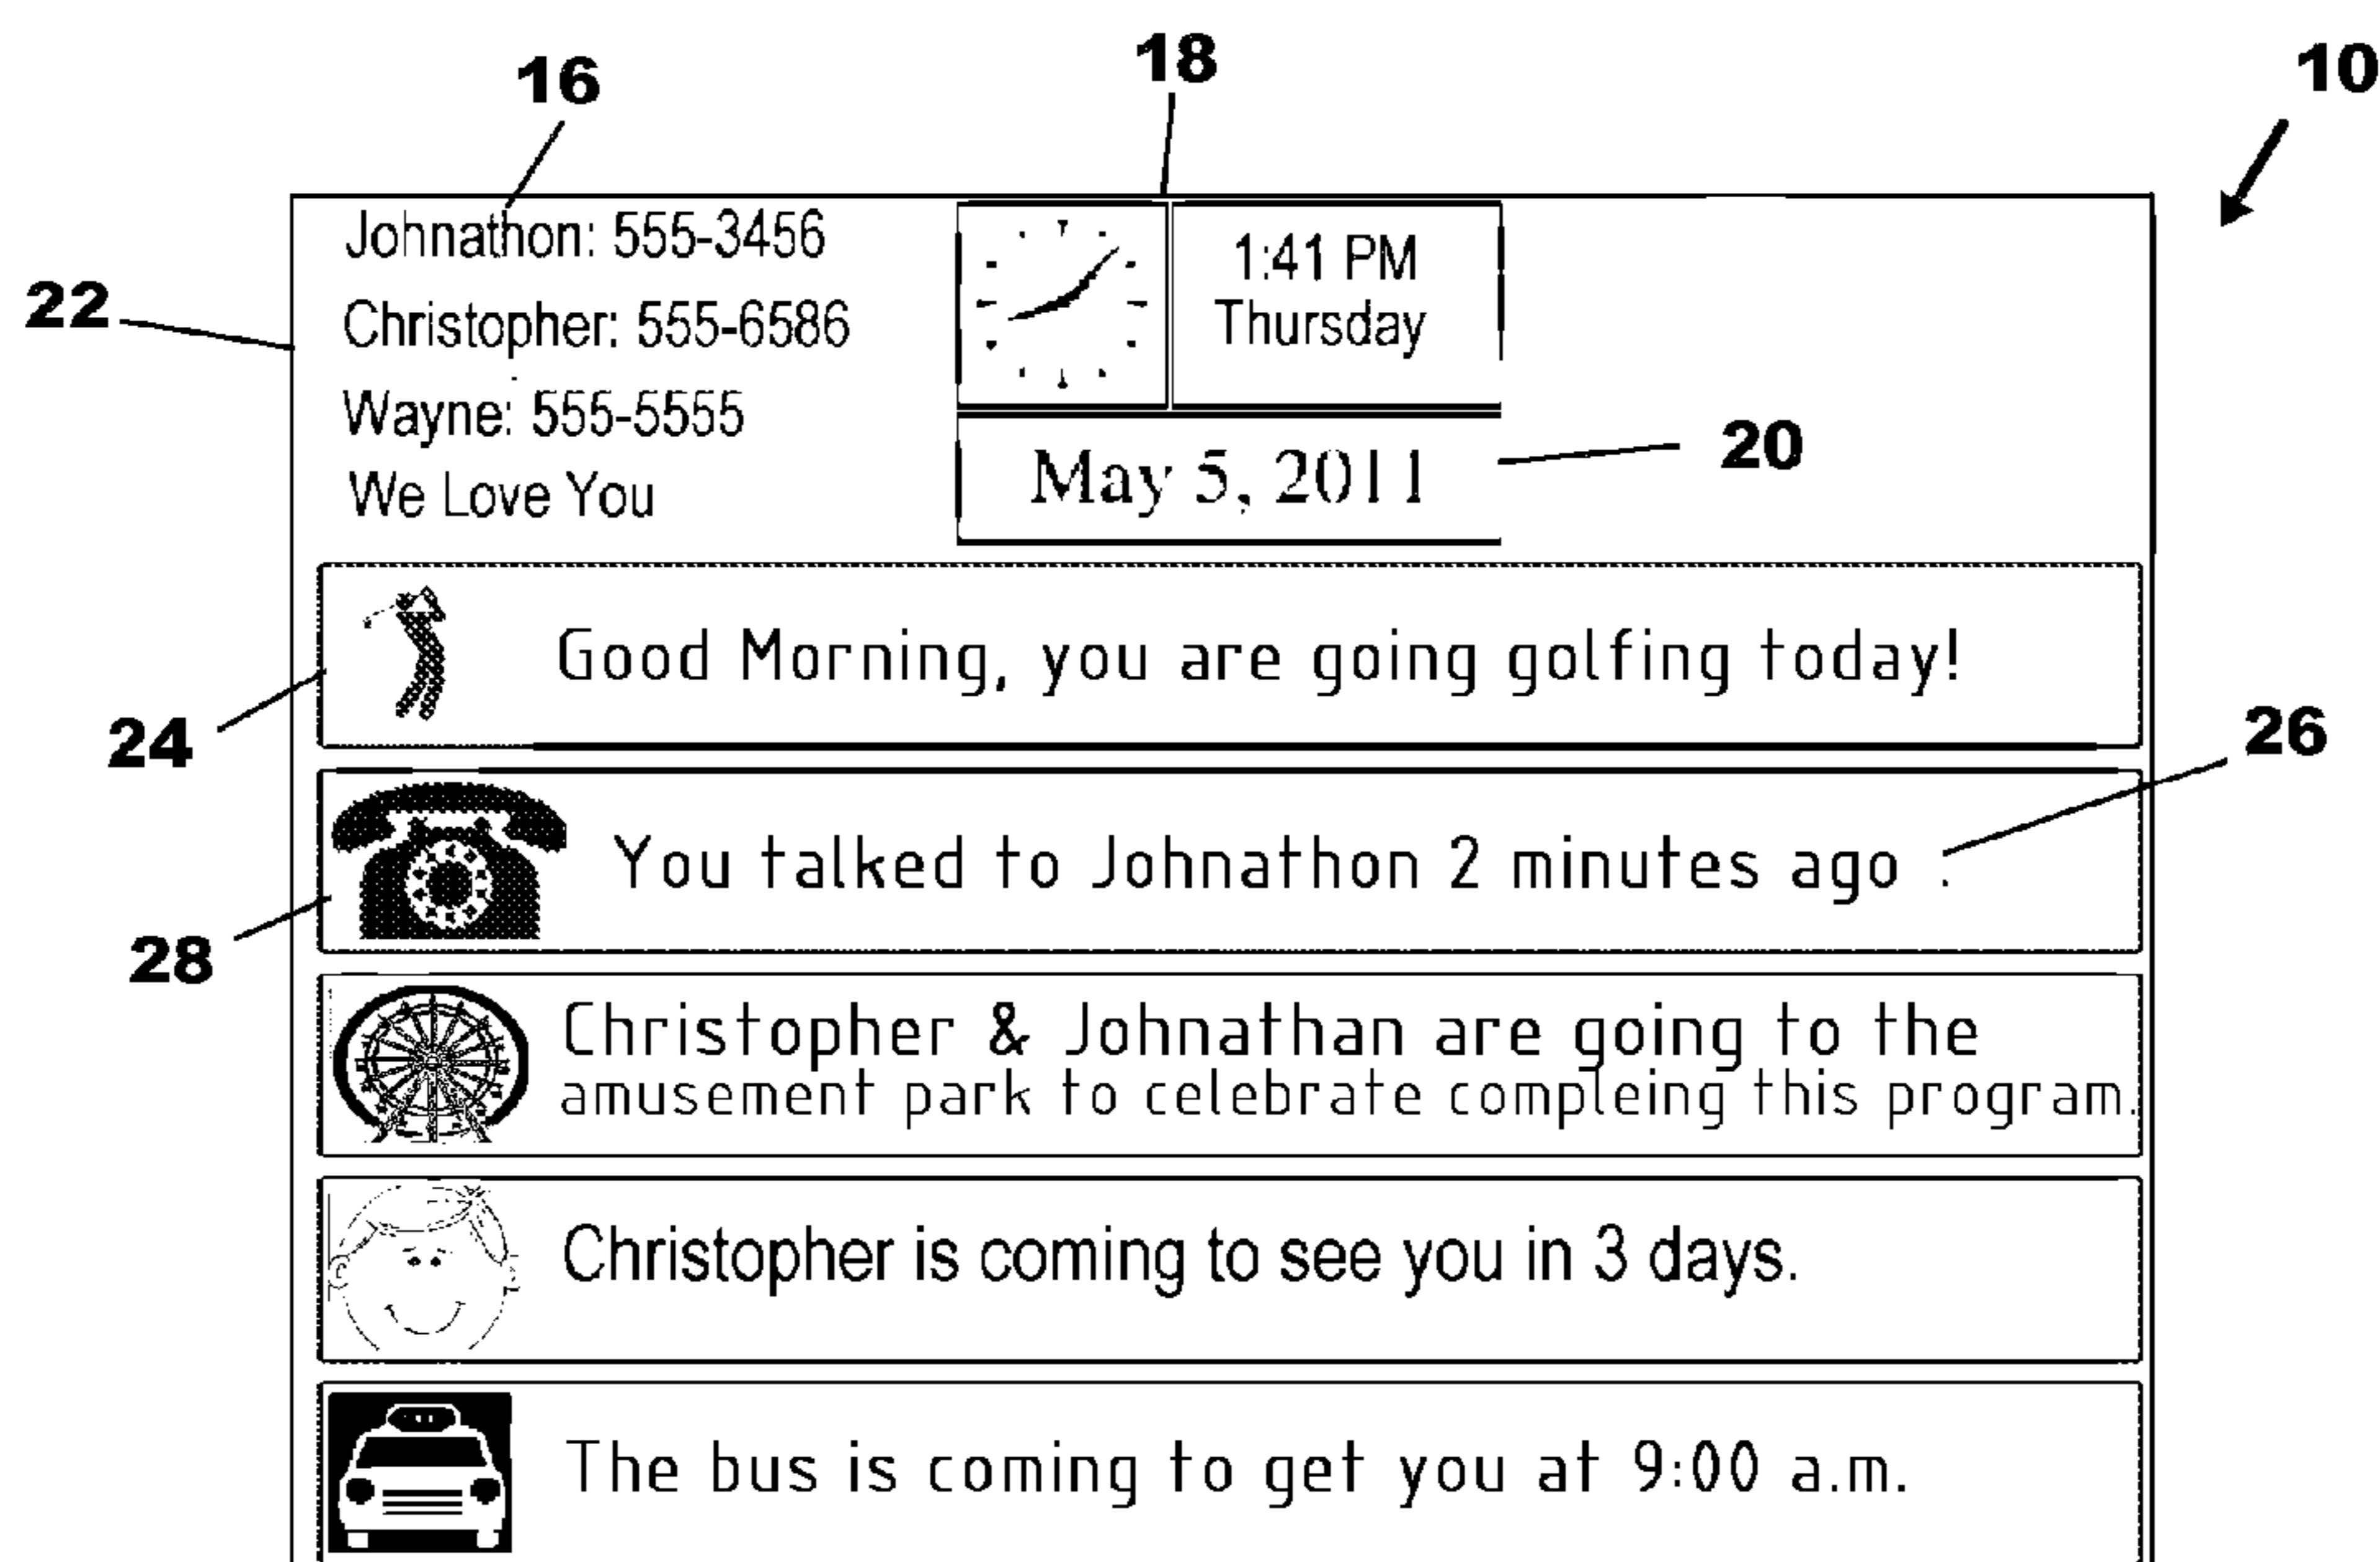 16
18
10
22
Johnathon: 555-3456
Christopher: 555-6586
Wayne: 555-5555
We Love You
1:41 PM
Thursday
May 5, 2011
20
24
Good Morning, you are going golfing today!
26
28
You talked to Johnathon 2 minutes ago .
Christopher & Johnathan are going to the
amusement park to celebrate compleing this program.
Christopher is coming to see you in 3 days.
The bus is coming to get you at 9:00 a.m.